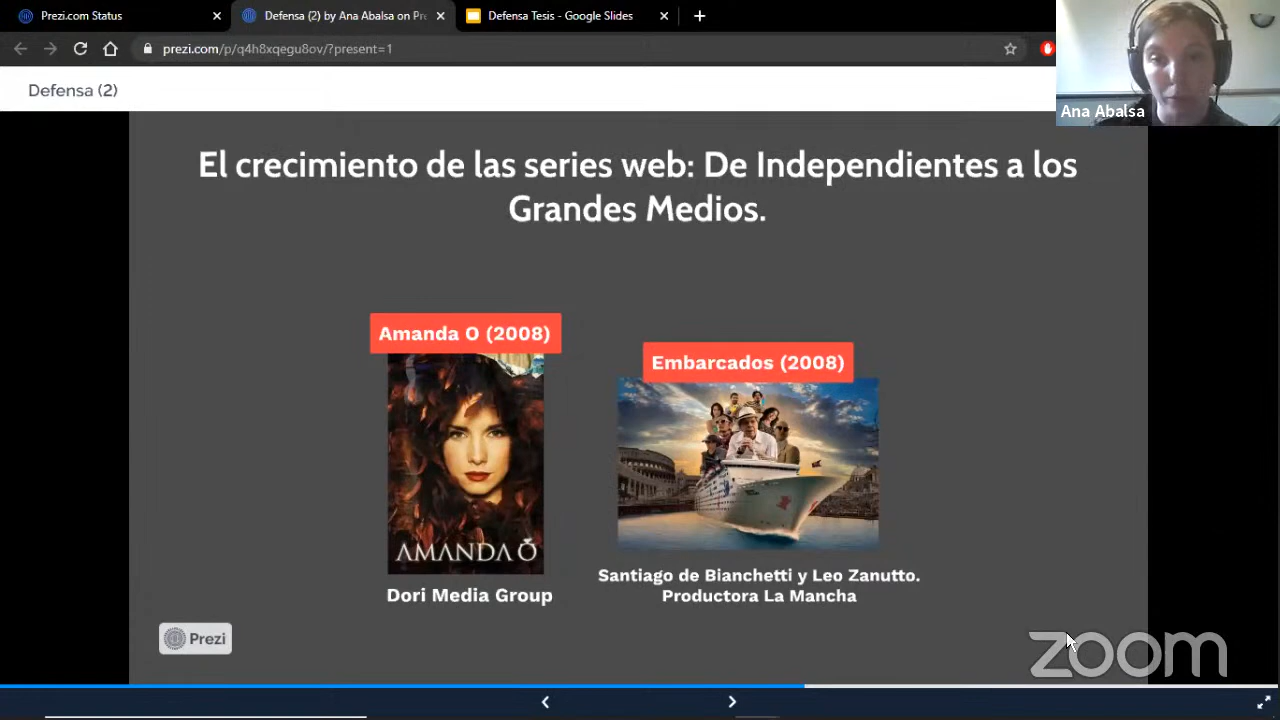 Prezi.com Status
Defensa (2) by Ana Abalsa on Pre
Defensa Tesis - Google Slides
prezi.com/p/q4h8xqegu8ov/?present=1
Defensa (2)
Ana Abalsa
El crecimiento de las series web: De Independientes a los
Grandes Medios.
Amanda O (2008)
Embarcados (2008)
AMANDA O
Dori Media Group
Santiago de Bianchetti y Leo Zanutto.
Productora La Mancha
Prezi
zoom